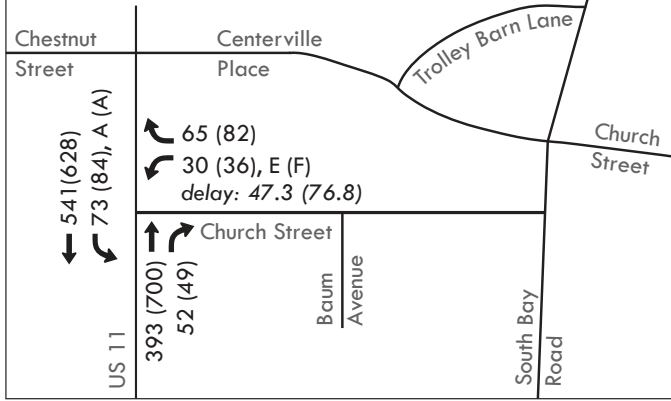 Chestnut
Street
Centerville
Place
Trolley Barn Lane
Church
Street
541(628)
73 (84), A (A)
65 (82)
30 (36), E (F)
delay: 47.3 (76.8)
Church Street
393 (700)
52 (49)
US 11
Baum
Avenue
South Bay
Road